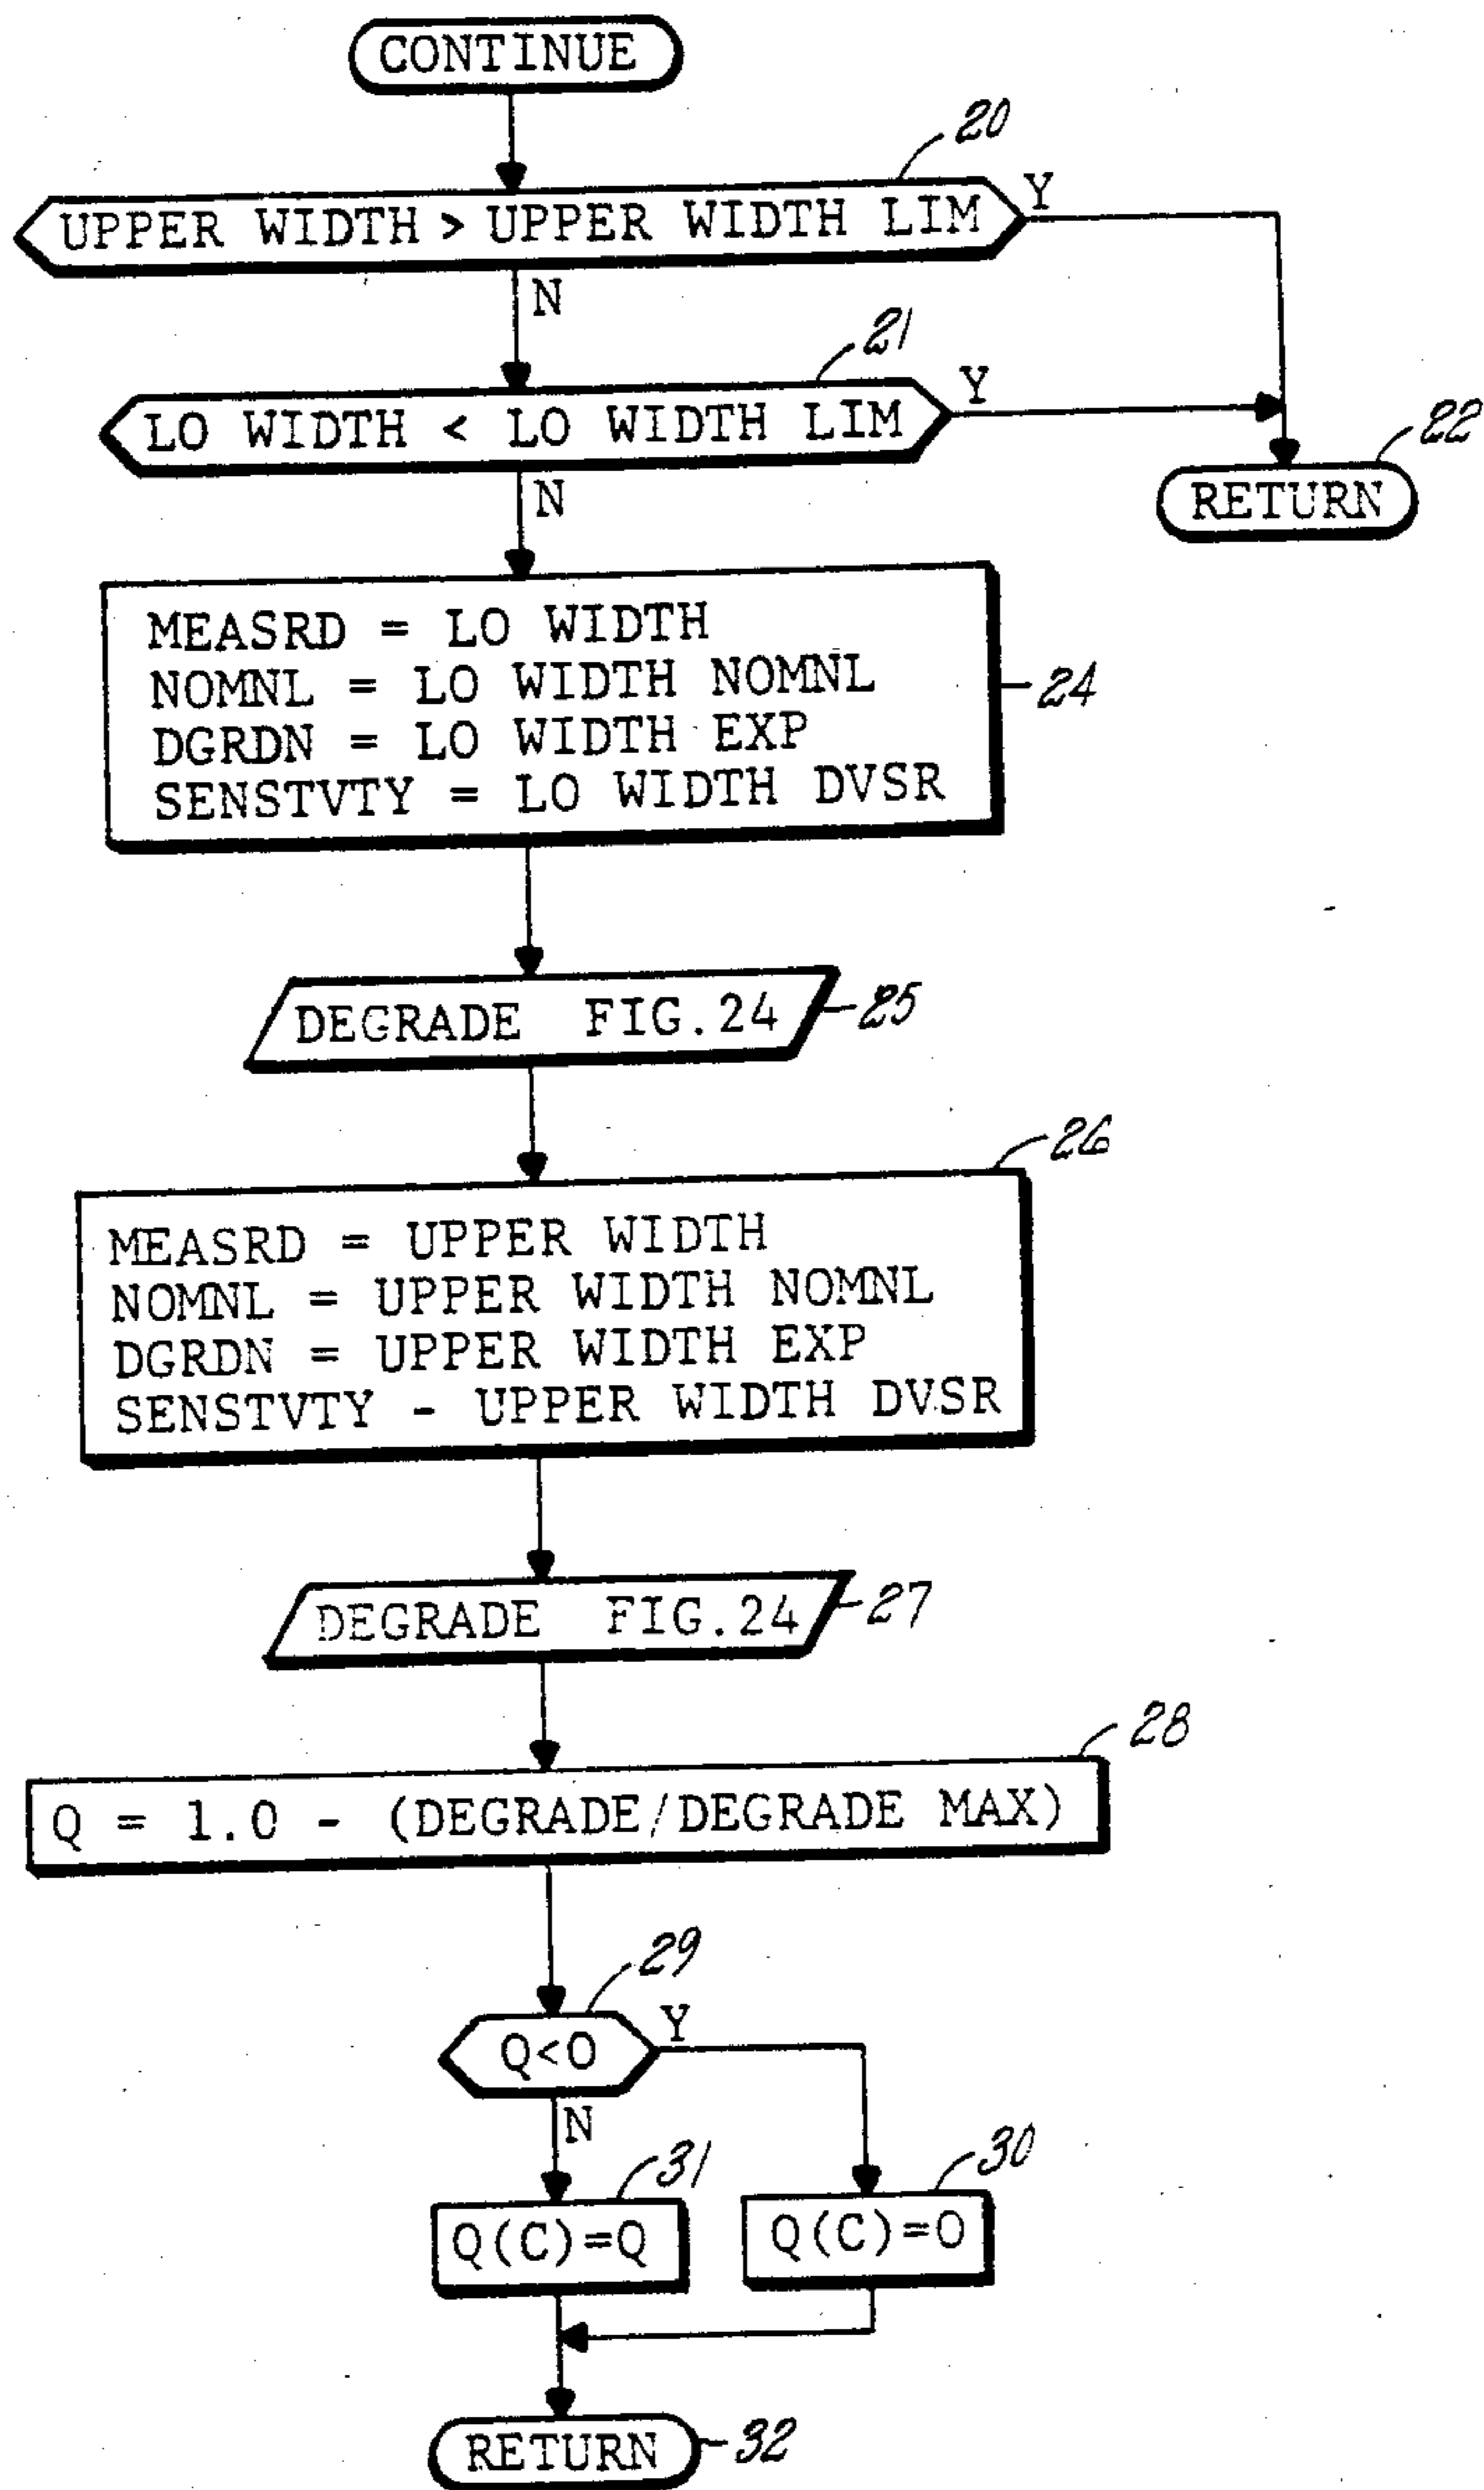 CONTINUE
20
UPPER WIDTH > UPPER WIDTH LIM
Y
N
21
LO WIDTH < LO WIDTH LIM
Y
22
RETURN
N
MEASRD = LO WIDTH
NOMNL = LO WIDTH NOMNL
DGRDN = LO WIDTH EXP
SENSTVTY = LO WIDTH DVSR
24
DEGRADE FIG.24
25
26
MEASRD = UPPER WIDTH
NOMNL = UPPER WIDTH NOMNL
DGRDN = UPPER WIDTH EXP
SENSTVTY - UPPER WIDTH DVSR
DEGRADE FIG.24
27
28
Q = 1.0 - (DEGRADE/DEGRADE MAX)
29
Q<0
Y
N
31
30
Q(C)=Q
Q(C)=0
RETURN
32